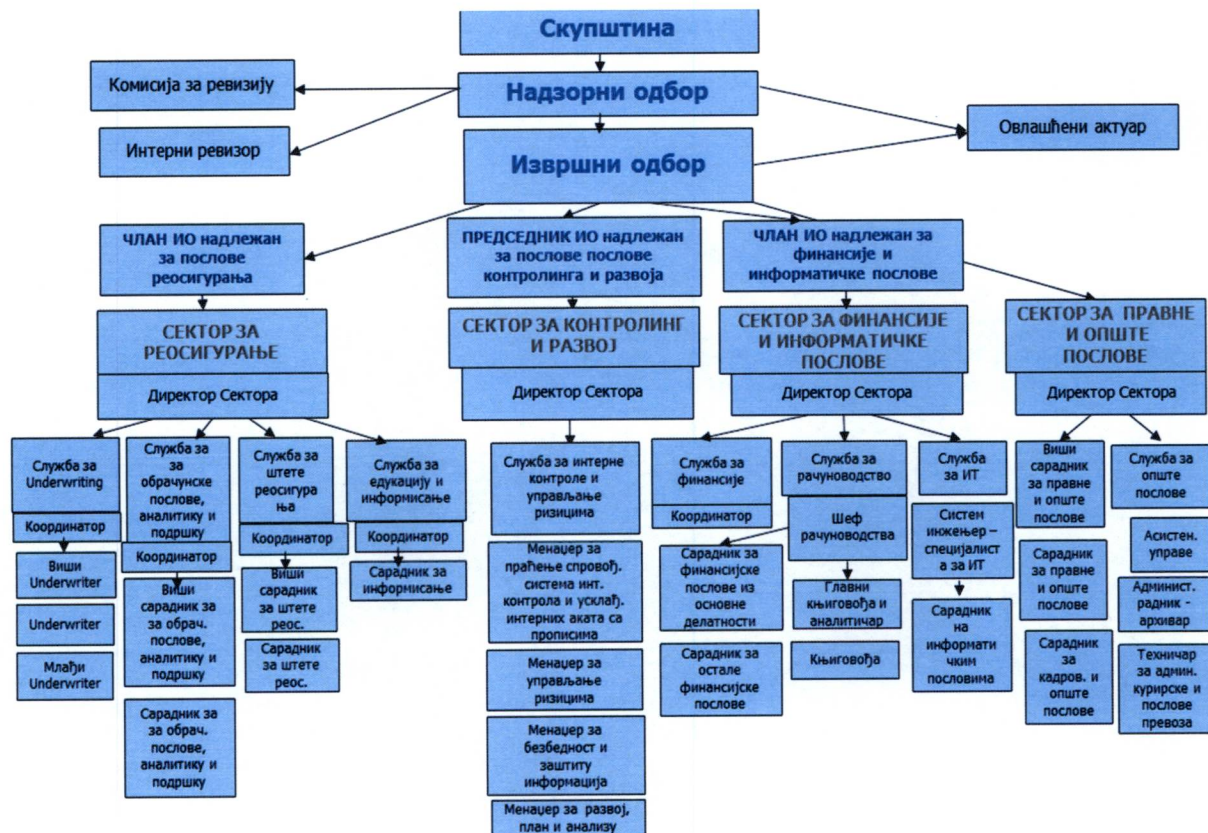 Скупштина
Комисија за ревизију
Надзорни одбор
Интерни ревизор
Овлашћени актуар
Извршни одбор
ЧЛАН ИО надлежан
за послове
реосигурања
ПРЕДСЕДНИК ИО надлежан
за послове послове
контролинга и развоја
ЧЛАН ИО надлежан за
финансије и
информатичке послове
СЕКТОР ЗА
РЕОСИГУРАЊЕ
Директор Сектора
СЕКТОР ЗА КОНТРОЛИНГ
И РАЗВОЈ
Директор Сектора
СЕКТОР ЗА ФИНАНСИЈЕ
И ИНФОРМАТИЧКЕ
ПОСЛОВЕ
Директор Сектора
СЕКТОР ЗА ПРАВНЕ
И ОПШТЕ
ПОСЛОВЕ
Директор Сектора
Служба за
Underwriting
Координатор
Виши
Underwriter
Underwriter
Млађи
Underwriter
Служба за
за
обрачунске
послове,
аналитику и
подршку
Координатор
Виши
сарадник за
за обрач.
послове,
аналитику и
подршку
Сарадник за
за обрач.
послове,
аналитику и
подршку
Служба за
штете
реосигура
ња
Координатор
Виши
сарадник
за штете
реос.
Сарадник
за штете
реос.
Служба за
едукацију и
информисање
Координатор
Сарадник за
информисање
Служба за интерне
контроле и
управљање
ризицима
Менаџер за
праћење спровођ.
система инт.
контрола и усклађ.
интерних аката са
прописима
Менаџер за
управљање
ризицима
Менаџер за
безбедност и
заштиту
информација
Менаџер за развој,
план и анализу
Служба за
финансије
Координатор
Сарадник за
финансијске
послове из
основне
делатности
Сарадник за
остале
финансијске
послове
Служба за
рачуноводство
Шеф
рачуноводства
Главни
књиговођа и
аналитичар
Књиговођа
Служба
за ИТ
Систем
инжењер –
специјалист
а за ИТ
Сарадник
на
информати
чким
пословима
Виши
сарадник
за правне
и опште
послове
Сарадник
за правне
и опште
послове
Сарадник
за
кадров. и
опште
послове
Служба за
опште
послове
Асистен.
управе
Админист.
радник -
архивар
Техничар
за админ.
курирске и
послове
превоза